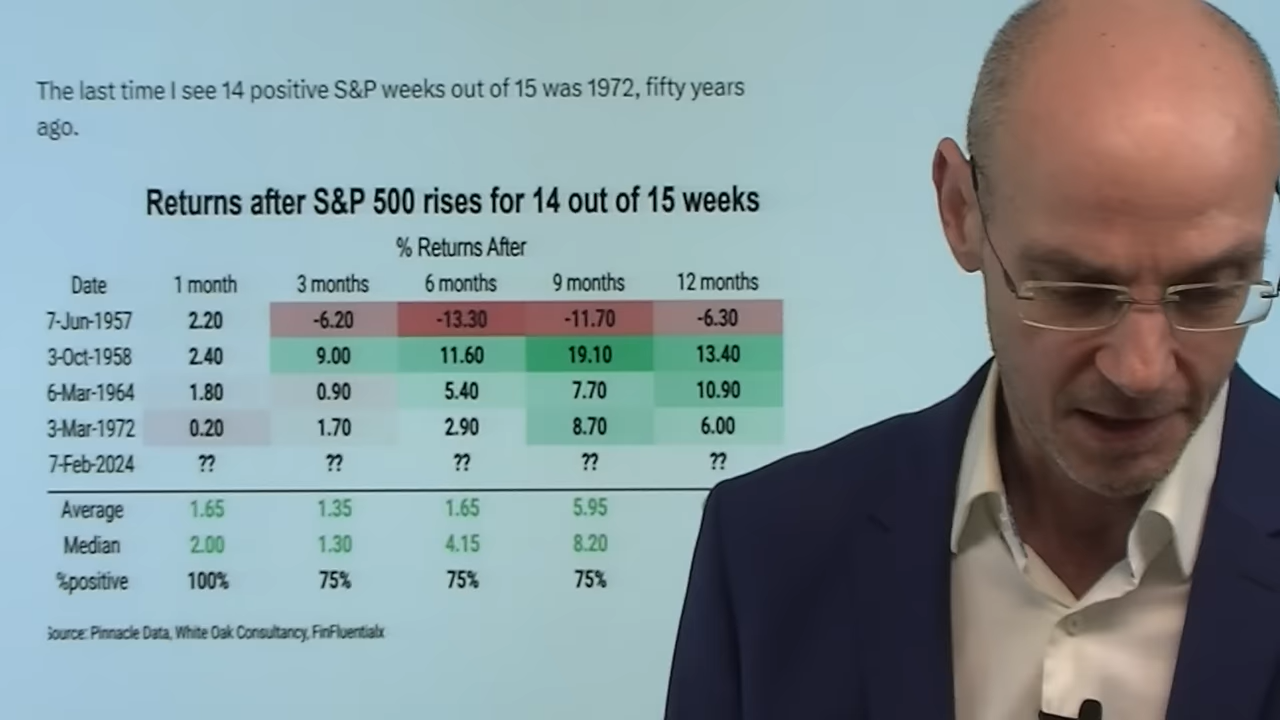 The last time I see 14 positive S&P weeks out of 15 was 1972, fifty years
ago.
Returns after S&P 500 rises for 14 out of 15 weeks
% Returns After
Date 1 month 3 months 6 months 9 months 12 months
7-Jun-1957 2.20 -6.20 -13.30 -11.70 -6.30
3-Oct-1958 2.40 9.00 11.60 19.10 13.40
6-Mar-1964 1.80 0.90 5.40 7.70 10.90
3-Mar-1972 0.20 1.70 2.90 8.70 6.00
7-Feb-2024 ?? ?? ?? ?? ??
Average 1.65 1.35 1.65 5.95
Median 2.00 1.30 4.15 8.20
%positive 100% 75% 75% 75%
Source: Pinnacle Data, White Oak Consultancy, FinFluentialx